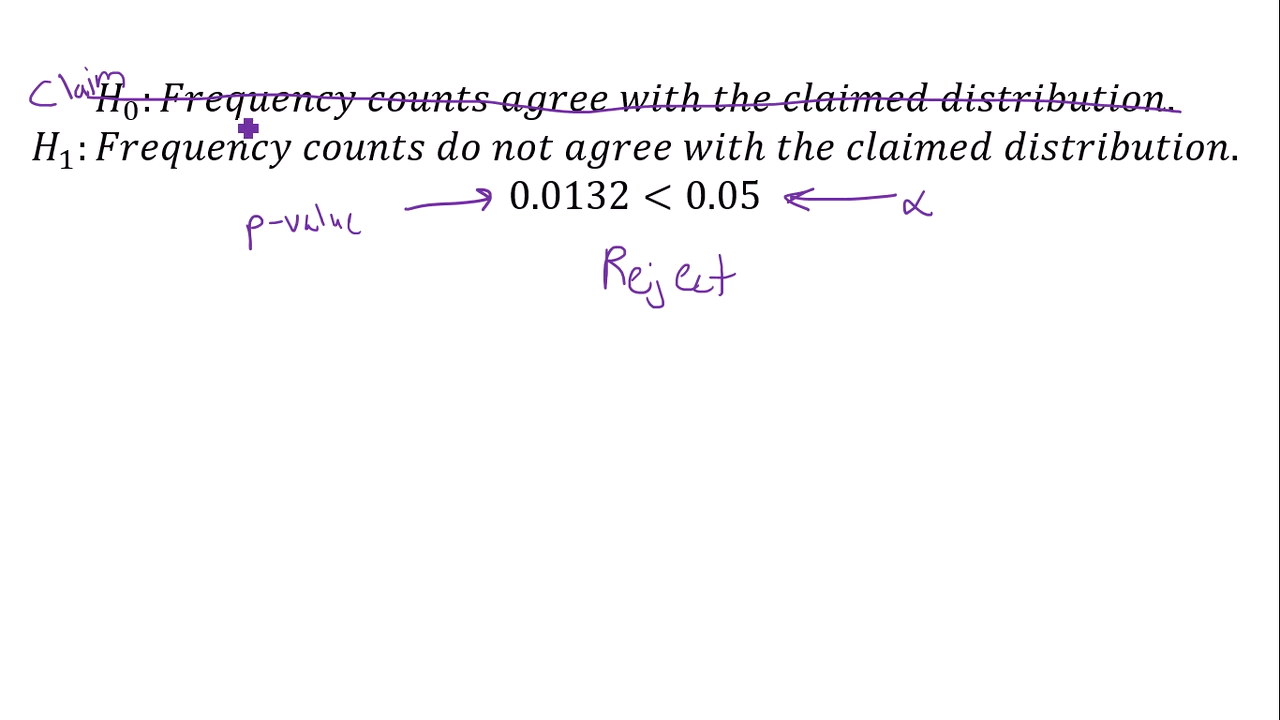 Claim H₀: Frequency counts agree with the claimed distribution.
H₁: Frequency counts do not agree with the claimed distribution.
p-value → 0.0132 < 0.05 ← α
Reject